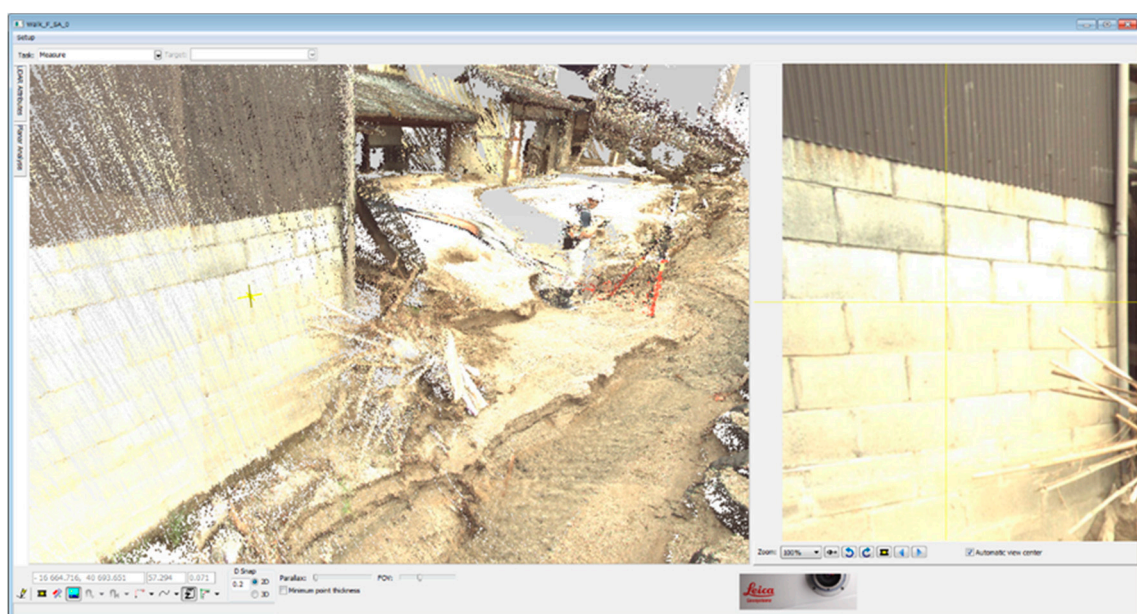 Walk_F_SA_0
Setup
Task: Measure
Target:
LIDAR Attributes
Planar Analysis
Zoom: 100%
Automatic view center
- 16 664.716, 40 693.651 57.294 0.071
D Snap
0.2 2D
3D
Parallax:
FOV:
Minimum point thickness
Leica
Geosystems